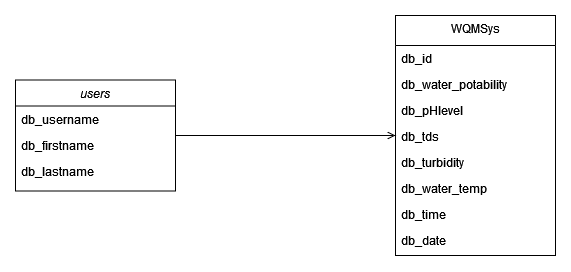 users
db_username
db_firstname
db_lastname
WQMSys
db_id
db_water_potability
db_pHlevel
db_tds
db_turbidity
db_water_temp
db_time
db_date